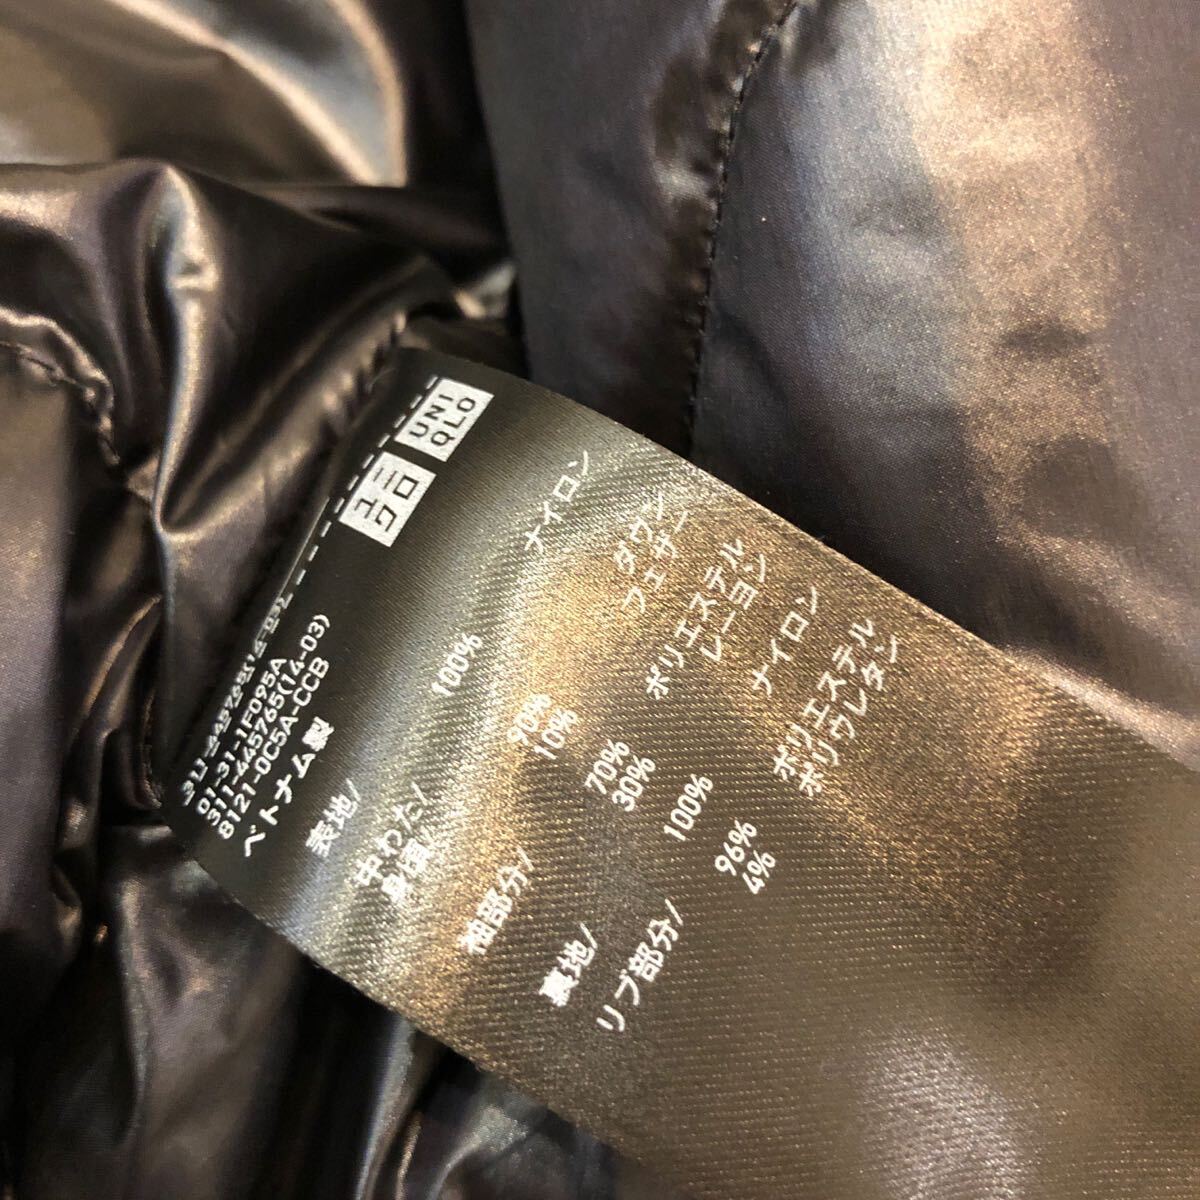 ユニ
クロ
UNI
QLO
01-31-1F095A
311-445765(14-03)
8121-0C5A-CCB
ベトナム製
表地/ 100% ナイロン
中わた/
身頃/ 90% ダウン
10% フェザー
袖部分/ 70% ポリエステル
30% レーヨン
裏地/ 100% ナイロン
リブ部分/ 96% ポリエステル
4% ポリウレタン